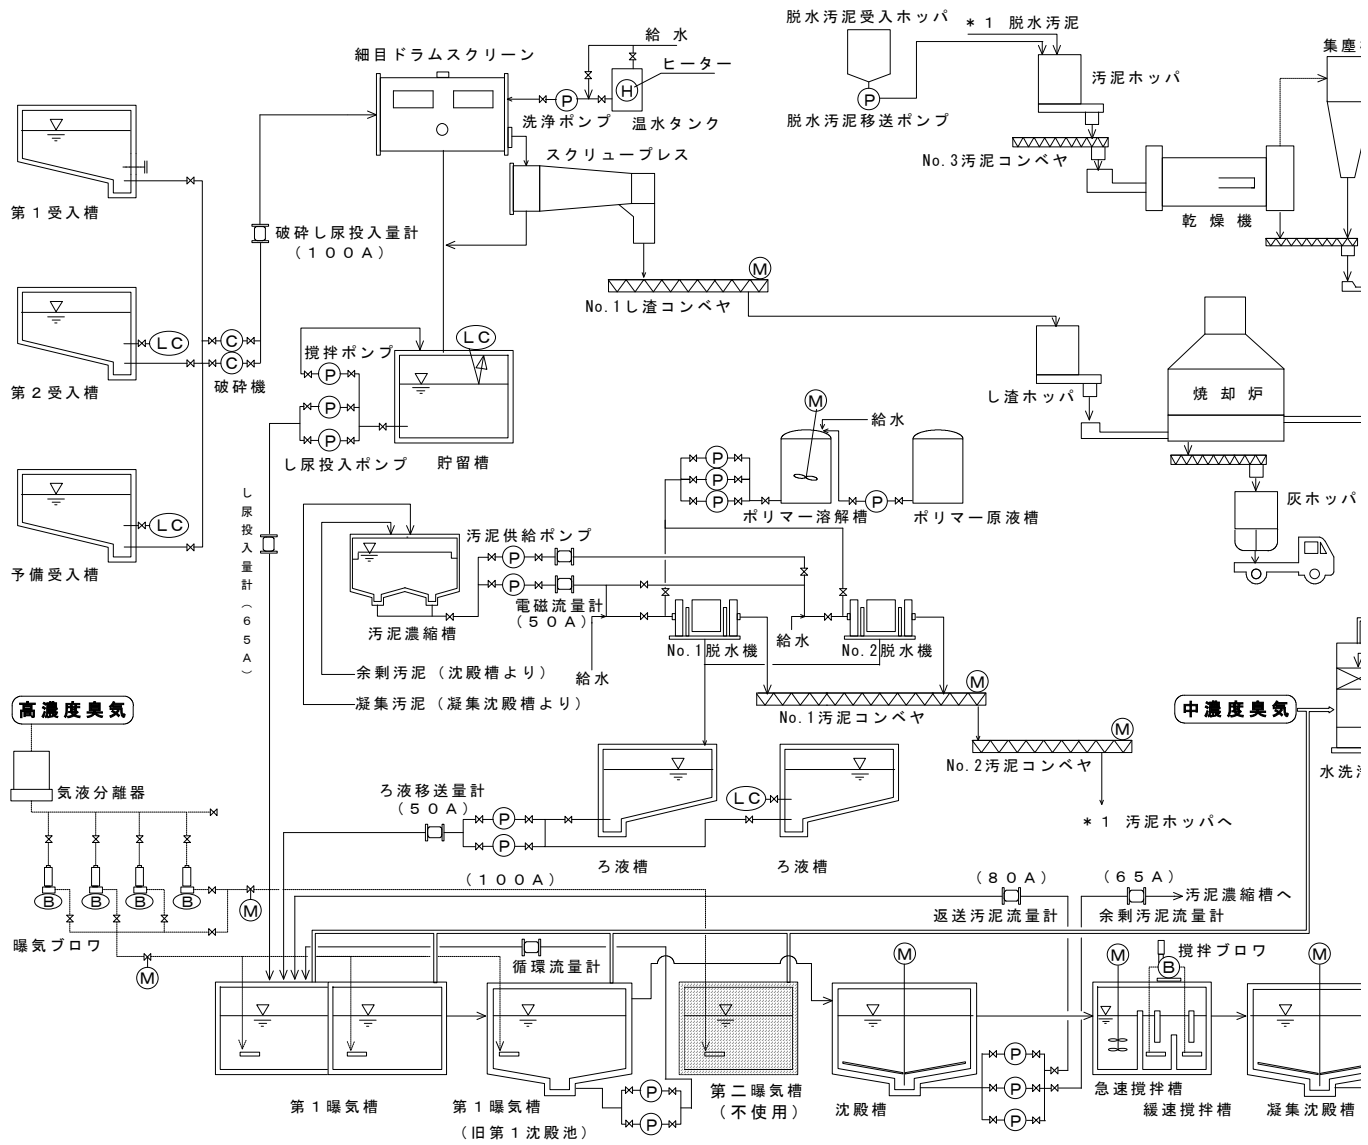 脱水汚泥受入ホッパ
＊１ 脱水汚泥
給 水
細目ドラムスクリーン
ヒーター
集塵
H
P
汚泥ホッパ
洗浄ポンプ
温水タンク
P
脱水汚泥移送ポンプ
スクリュープレス
No.3汚泥コンベヤ
第１受入槽
破砕し尿投入量計
（１００Ａ）
乾 燥 機
M
No.1し渣コンベヤ
LC
C
C
破砕機
第２受入槽
撹拌ポンプ
LC
P
P
P
し尿投入ポンプ
貯留槽
し渣ホッパ
焼 却 炉
M
給水
P
P
P
P
ポリマー溶解槽
ポリマー原液槽
灰ホッパ
し尿投入量計（６５Ａ）
LC
予備受入槽
汚泥供給ポンプ
P
P
電磁流量計
（50A）
汚泥濃縮槽
給水
給水
No.1脱水機
No.2脱水機
余剰汚泥（沈殿槽より）
凝集汚泥（凝集沈殿槽より）
M
No.1汚泥コンベヤ
M
No.2汚泥コンベヤ
＊１ 汚泥ホッパへ
高濃度臭気
中濃度臭気
水洗
気液分離器
ろ液移送量計
（５０Ａ）
P
P
LC
ろ液槽
ろ液槽
B
B
B
B
M
曝気ブロワ
M
（１００Ａ）
（８０Ａ）
返送汚泥流量計
（６５Ａ）
余剰汚泥流量計
汚泥濃縮槽へ
循環流量計
M
M
撹拌ブロワ
B
M
第１曝気槽
第１曝気槽
（旧第１沈殿池）
P
P
第二曝気槽
（不使用）
沈殿槽
P
P
P
急速撹拌槽
緩速撹拌槽
凝集沈殿槽